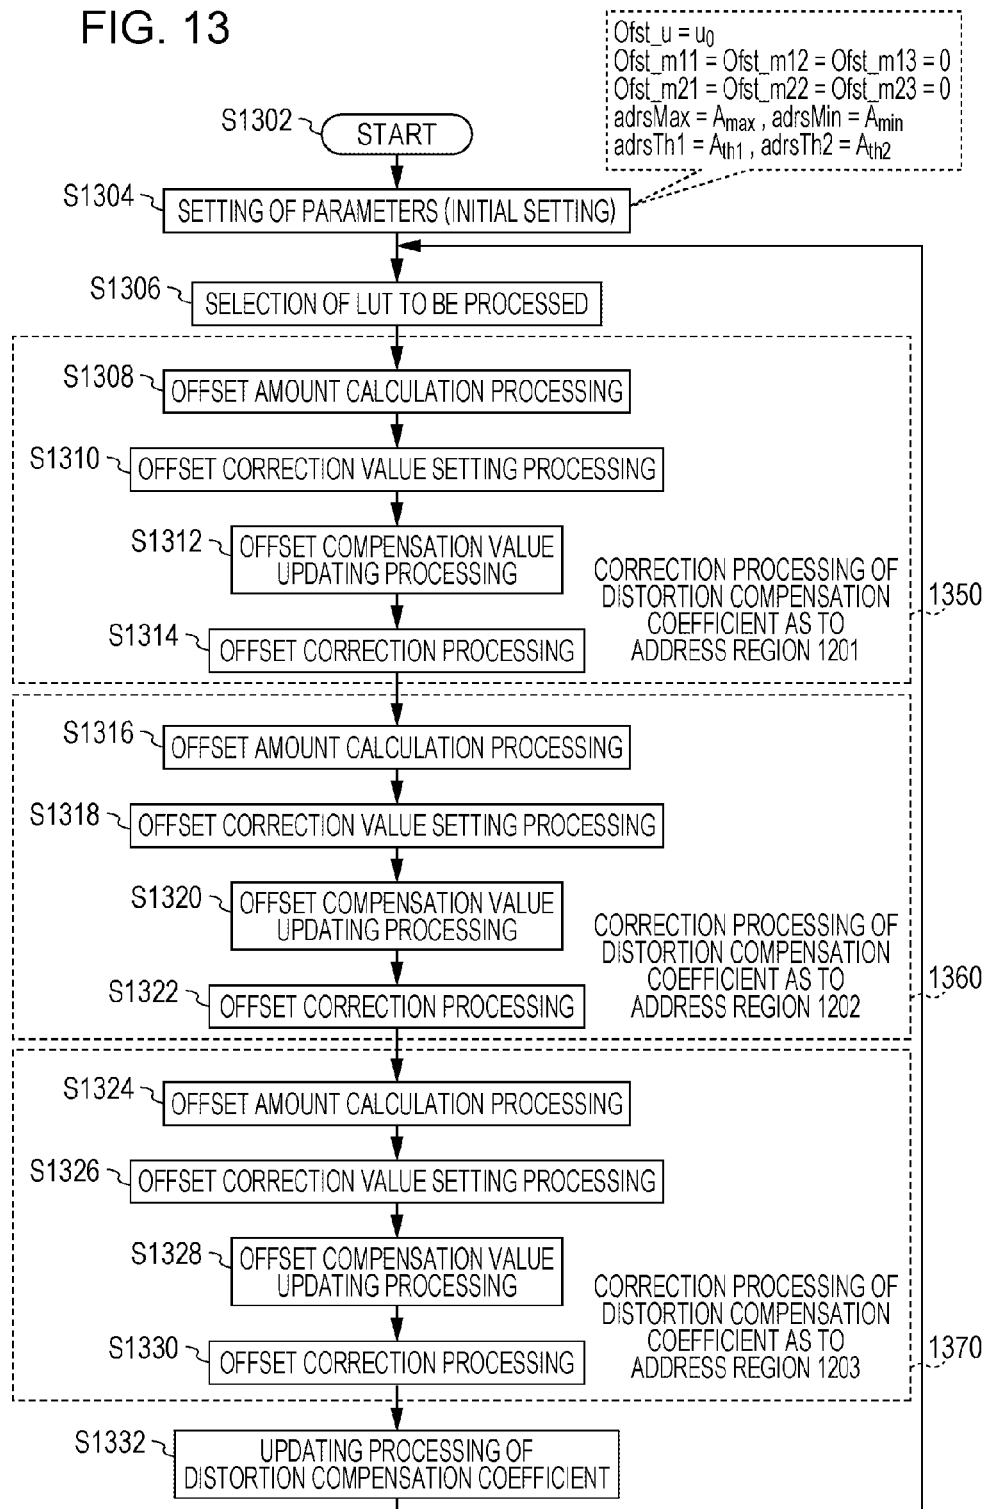 FIG. 13
Ofst_u = u0
Ofst_m11 = Ofst_m12 = Ofst_m13 = 0
Ofst_m21 = Ofst_m22 = Ofst_m23 = 0
adrsMax = Amax , adrsMin = Amin
adrsTh1 = Ath1 , adrsTh2 = Ath2
S1302
START
S1304
SETTING OF PARAMETERS (INITIAL SETTING)
S1306
SELECTION OF LUT TO BE PROCESSED
S1308
OFFSET AMOUNT CALCULATION PROCESSING
S1310
OFFSET CORRECTION VALUE SETTING PROCESSING
S1312
OFFSET COMPENSATION VALUE
UPDATING PROCESSING
S1314
OFFSET CORRECTION PROCESSING
CORRECTION PROCESSING OF
DISTORTION COMPENSATION
COEFFICIENT AS TO
ADDRESS REGION 1201
1350
S1316
OFFSET AMOUNT CALCULATION PROCESSING
S1318
OFFSET CORRECTION VALUE SETTING PROCESSING
S1320
OFFSET COMPENSATION VALUE
UPDATING PROCESSING
S1322
OFFSET CORRECTION PROCESSING
CORRECTION PROCESSING OF
DISTORTION COMPENSATION
COEFFICIENT AS TO
ADDRESS REGION 1202
1360
S1324
OFFSET AMOUNT CALCULATION PROCESSING
S1326
OFFSET CORRECTION VALUE SETTING PROCESSING
S1328
OFFSET COMPENSATION VALUE
UPDATING PROCESSING
S1330
OFFSET CORRECTION PROCESSING
CORRECTION PROCESSING OF
DISTORTION COMPENSATION
COEFFICIENT AS TO
ADDRESS REGION 1203
1370
S1332
UPDATING PROCESSING OF
DISTORTION COMPENSATION COEFFICIENT